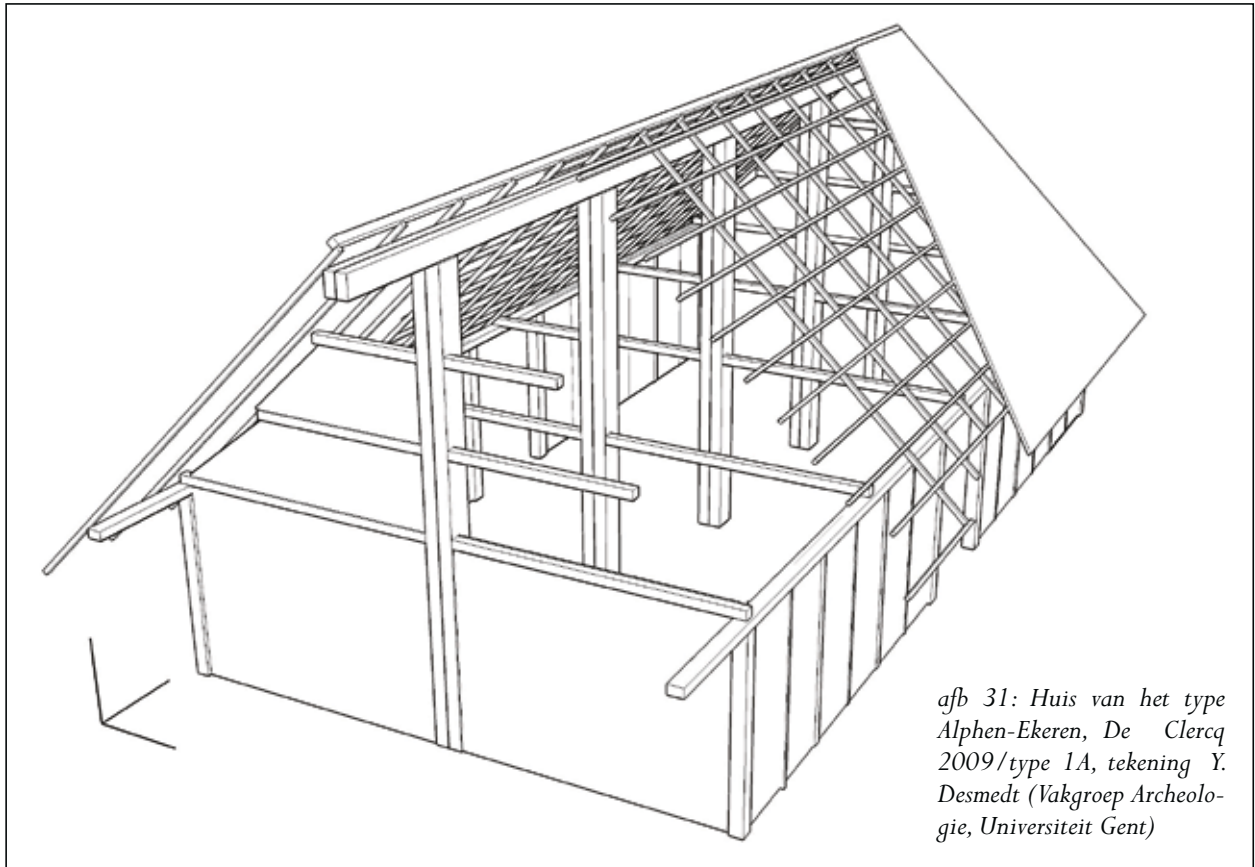 afb 31: Huis van het type
Alphen-Ekeren, De Clercq
2009/type 1A, tekening Y.
Desmedt (Vakgroep Archeolo-
gie, Universiteit Gent)